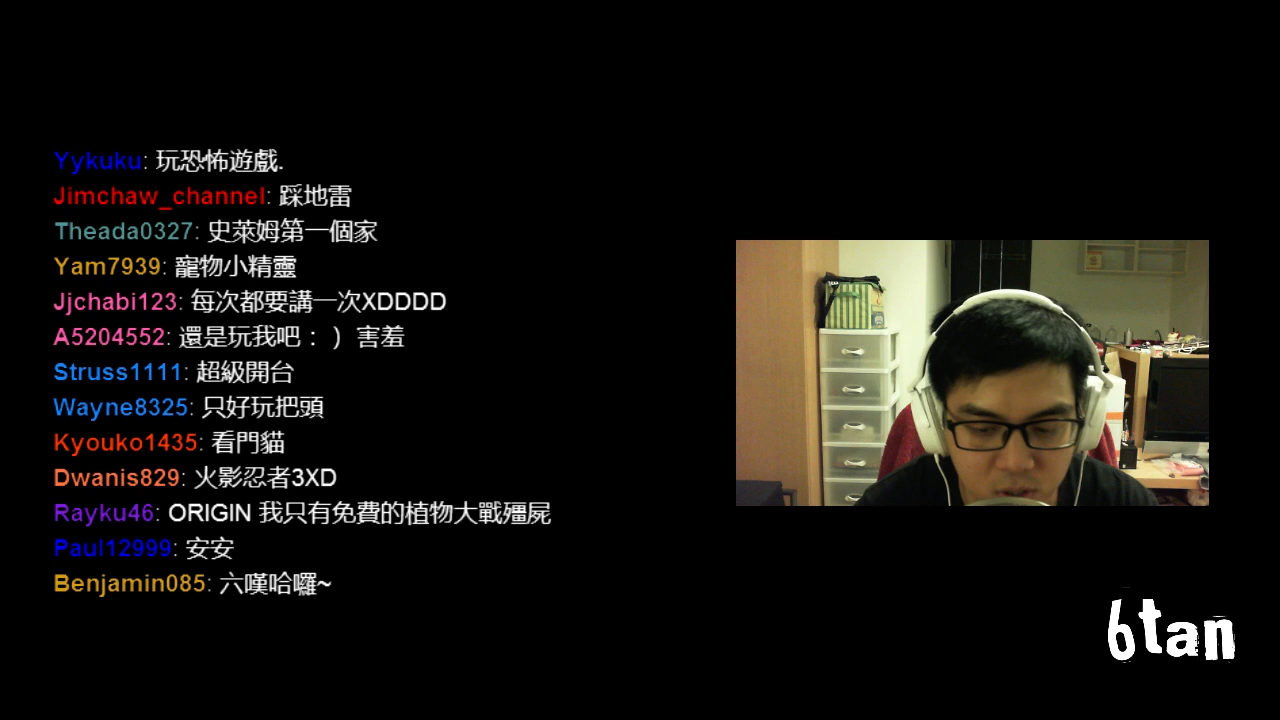 Yykuku: 玩恐怖遊戲.
Jimchaw_channel: 踩地雷
Theada0327: 史萊姆第一個家
Yam7939: 寵物小精靈
Jjchabi123: 每次都要講一次XDDDD
A5204552: 還是玩我吧：） 害羞
Struss1111: 超級開台
Wayne8325: 只好玩把頭
Kyouko1435: 看門貓
Dwanis829: 火影忍者3XD
Rayku46: ORIGIN 我只有免費的植物大戰殭屍
Paul12999: 安安
Benjamin085: 六嘆哈囉~
6tan